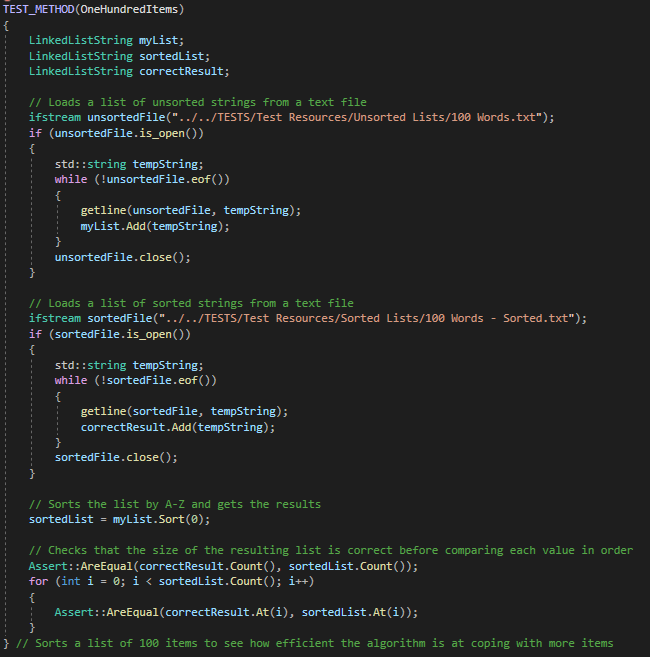 TEST_METHOD(OneHundredItems)
{
    LinkedListString myList;
    LinkedListString sortedList;
    LinkedListString correctResult;

    // Loads a list of unsorted strings from a text file
    ifstream unsortedFile("../../TESTS/Test Resources/Unsorted Lists/100 Words.txt");
    if (unsortedFile.is_open())
    {
        std::string tempString;
        while (!unsortedFile.eof())
        {
            getline(unsortedFile, tempString);
            myList.Add(tempString);
        }
        unsortedFile.close();
    }

    // Loads a list of sorted strings from a text file
    ifstream sortedFile("../../TESTS/Test Resources/Sorted Lists/100 Words - Sorted.txt");
    if (sortedFile.is_open())
    {
        std::string tempString;
        while (!sortedFile.eof())
        {
            getline(sortedFile, tempString);
            correctResult.Add(tempString);
        }
        sortedFile.close();
    }

    // Sorts the list by A-Z and gets the results
    sortedList = myList.Sort(0);

    // Checks that the size of the resulting list is correct before comparing each value in order
    Assert::AreEqual(correctResult.Count(), sortedList.Count());
    for (int i = 0; i < sortedList.Count(); i++)
    {
        Assert::AreEqual(correctResult.At(i), sortedList.At(i));
    }
} // Sorts a list of 100 items to see how efficient the algorithm is at coping with more items